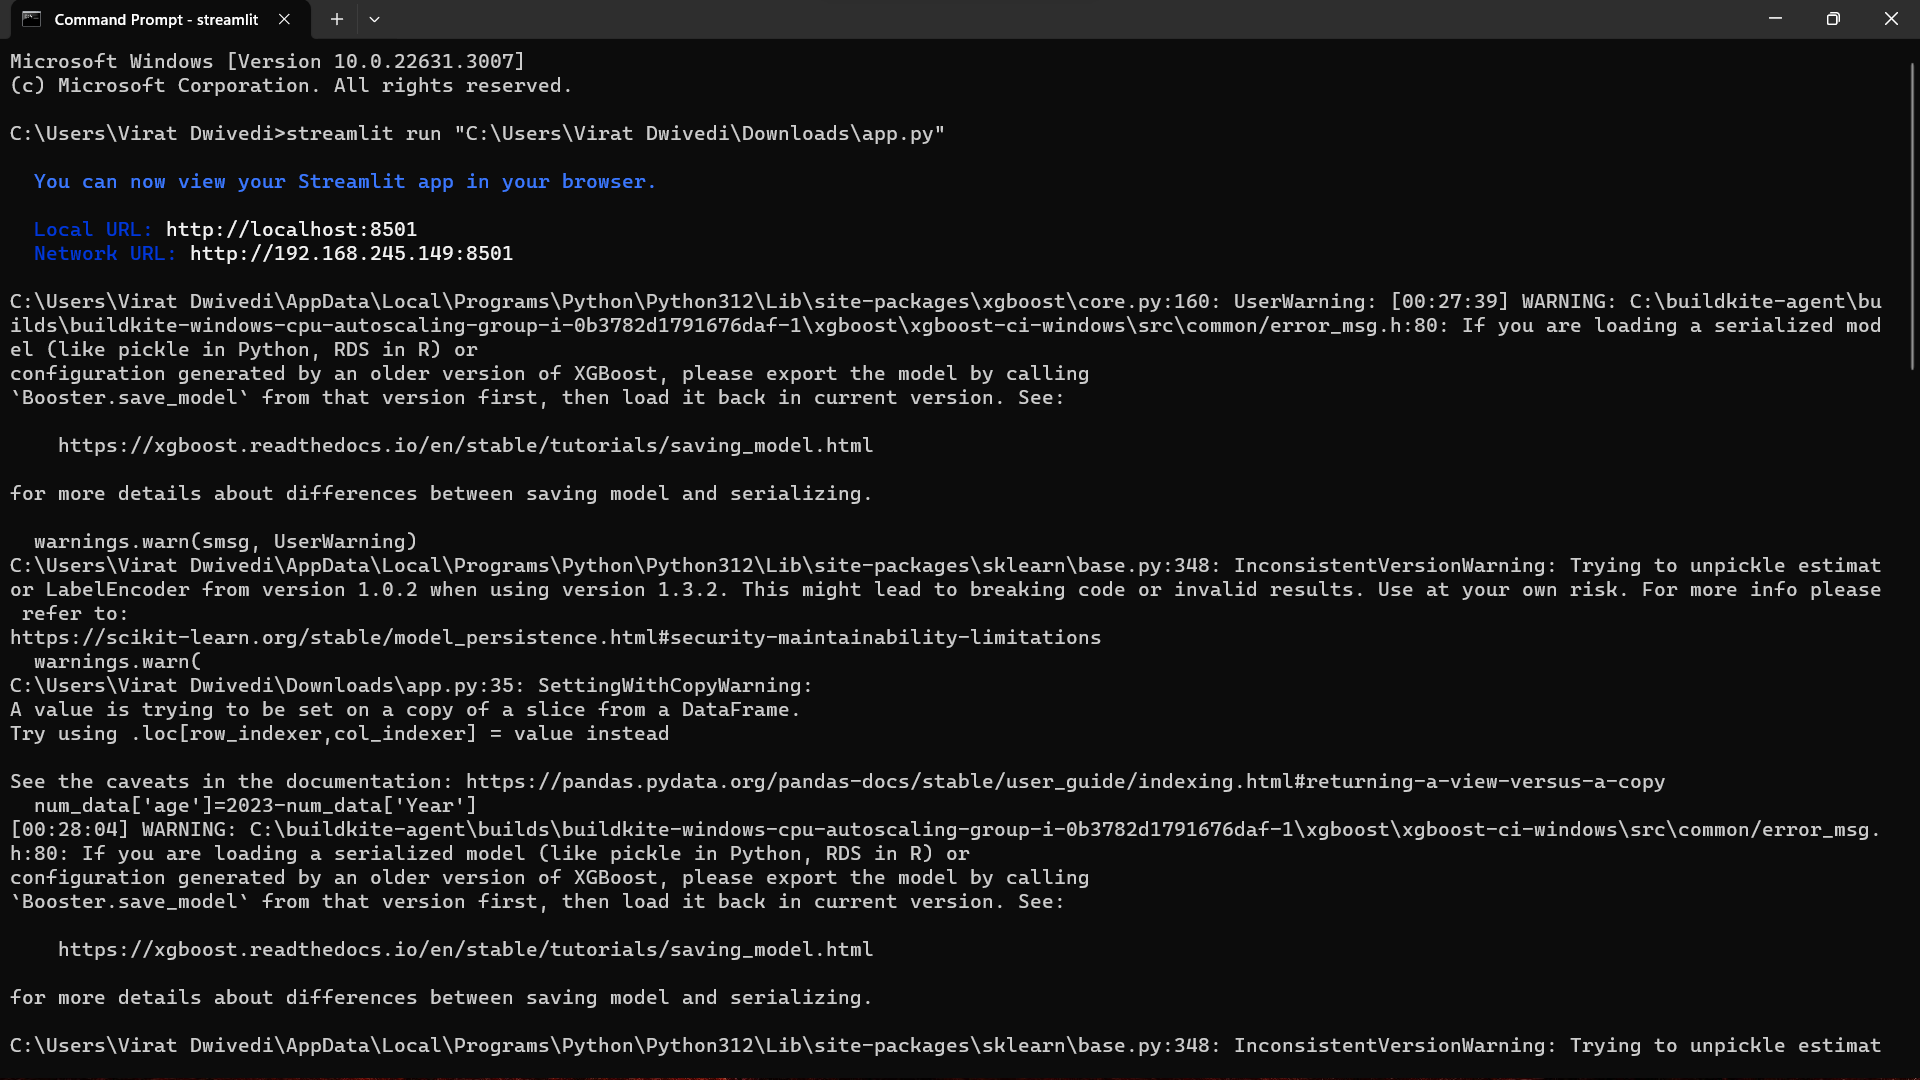 Command Prompt - streamlit
Microsoft Windows [Version 10.0.22631.3007]
(c) Microsoft Corporation. All rights reserved.
C:\Users\Virat Dwivedi>streamlit run "C:\Users\Virat Dwivedi\Downloads\app.py"
You can now view your Streamlit app in your browser.
Local URL: http://localhost:8501
Network URL: http://192.168.245.149:8501
C:\Users\Virat Dwivedi\AppData\Local\Programs\Python\Python312\Lib\site-packages\xgboost\core.py:160: UserWarning: [00:27:39] WARNING: C:\buildkite-agent\bu
ilds\buildkite-windows-cpu-autoscaling-group-i-0b3782d1791676daf-1\xgboost\xgboost-ci-windows\src\common/error_msg.h:80: If you are loading a serialized mod
el (like pickle in Python, RDS in R) or
configuration generated by an older version of XGBoost, please export the model by calling
`Booster.save_model` from that version first, then load it back in current version. See:
https://xgboost.readthedocs.io/en/stable/tutorials/saving_model.html
for more details about differences between saving model and serializing.
warnings.warn(smsg, UserWarning)
C:\Users\Virat Dwivedi\AppData\Local\Programs\Python\Python312\Lib\site-packages\sklearn\base.py:348: InconsistentVersionWarning: Trying to unpickle estimat
or LabelEncoder from version 1.0.2 when using version 1.3.2. This might lead to breaking code or invalid results. Use at your own risk. For more info please
refer to:
https://scikit-learn.org/stable/model_persistence.html#security-maintainability-limitations
warnings.warn(
C:\Users\Virat Dwivedi\Downloads\app.py:35: SettingWithCopyWarning:
A value is trying to be set on a copy of a slice from a DataFrame.
Try using .loc[row_indexer,col_indexer] = value instead
See the caveats in the documentation: https://pandas.pydata.org/pandas-docs/stable/user_guide/indexing.html#returning-a-view-versus-a-copy
num_data['age']=2023-num_data['Year']
[00:28:04] WARNING: C:\buildkite-agent\builds\buildkite-windows-cpu-autoscaling-group-i-0b3782d1791676daf-1\xgboost\xgboost-ci-windows\src\common/error_msg.
h:80: If you are loading a serialized model (like pickle in Python, RDS in R) or
configuration generated by an older version of XGBoost, please export the model by calling
`Booster.save_model` from that version first, then load it back in current version. See:
https://xgboost.readthedocs.io/en/stable/tutorials/saving_model.html
for more details about differences between saving model and serializing.
C:\Users\Virat Dwivedi\AppData\Local\Programs\Python\Python312\Lib\site-packages\sklearn\base.py:348: InconsistentVersionWarning: Trying to unpickle estimat